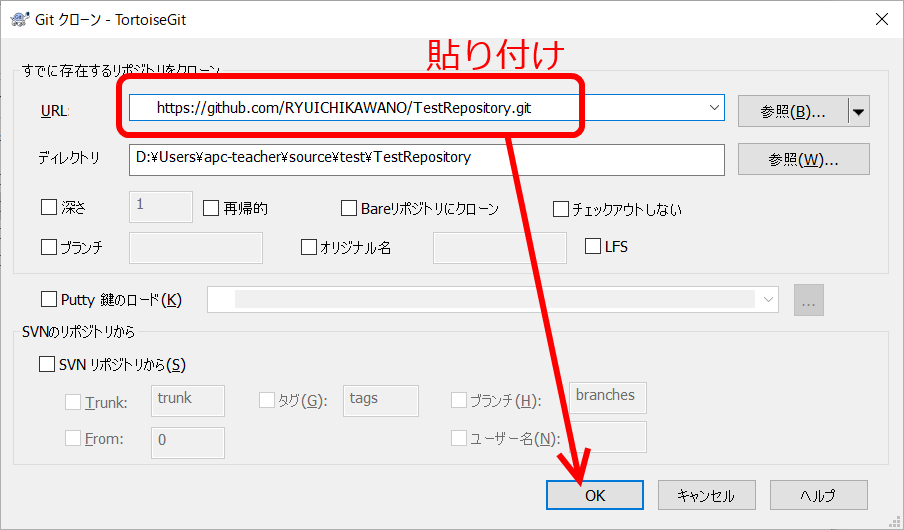 Git クローン - TortoiseGit
貼り付け
すでに存在するリポジトリをクローン
URL: https://github.com/RYUICHIKAWANO/TestRepository.git 参照(B)...
ディレクトリ D:¥Users¥apc-teacher¥source¥test¥TestRepository 参照(W)...
深さ 1 再帰的 Bareリポジトリにクローン チェックアウトしない
ブランチ オリジナル名 LFS
Putty 鍵のロード(K) ...
SVNのリポジトリから
SVN リポジトリから(S)
Trunk: trunk タグ(G): tags ブランチ(H): branches
From: 0 ユーザー名(N):
OK キャンセル ヘルプ